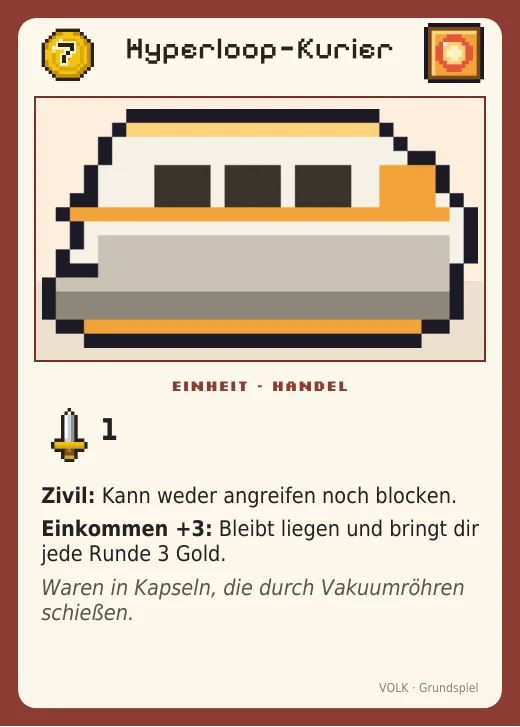 7
Hyperloop-Kurier
EINHEIT · HANDEL
1
Zivil: Kann weder angreifen noch blocken.
Einkommen +3: Bleibt liegen und bringt dir
jede Runde 3 Gold.
Waren in Kapseln, die durch Vakuumröhren
schießen.
VOLK · Grundspiel